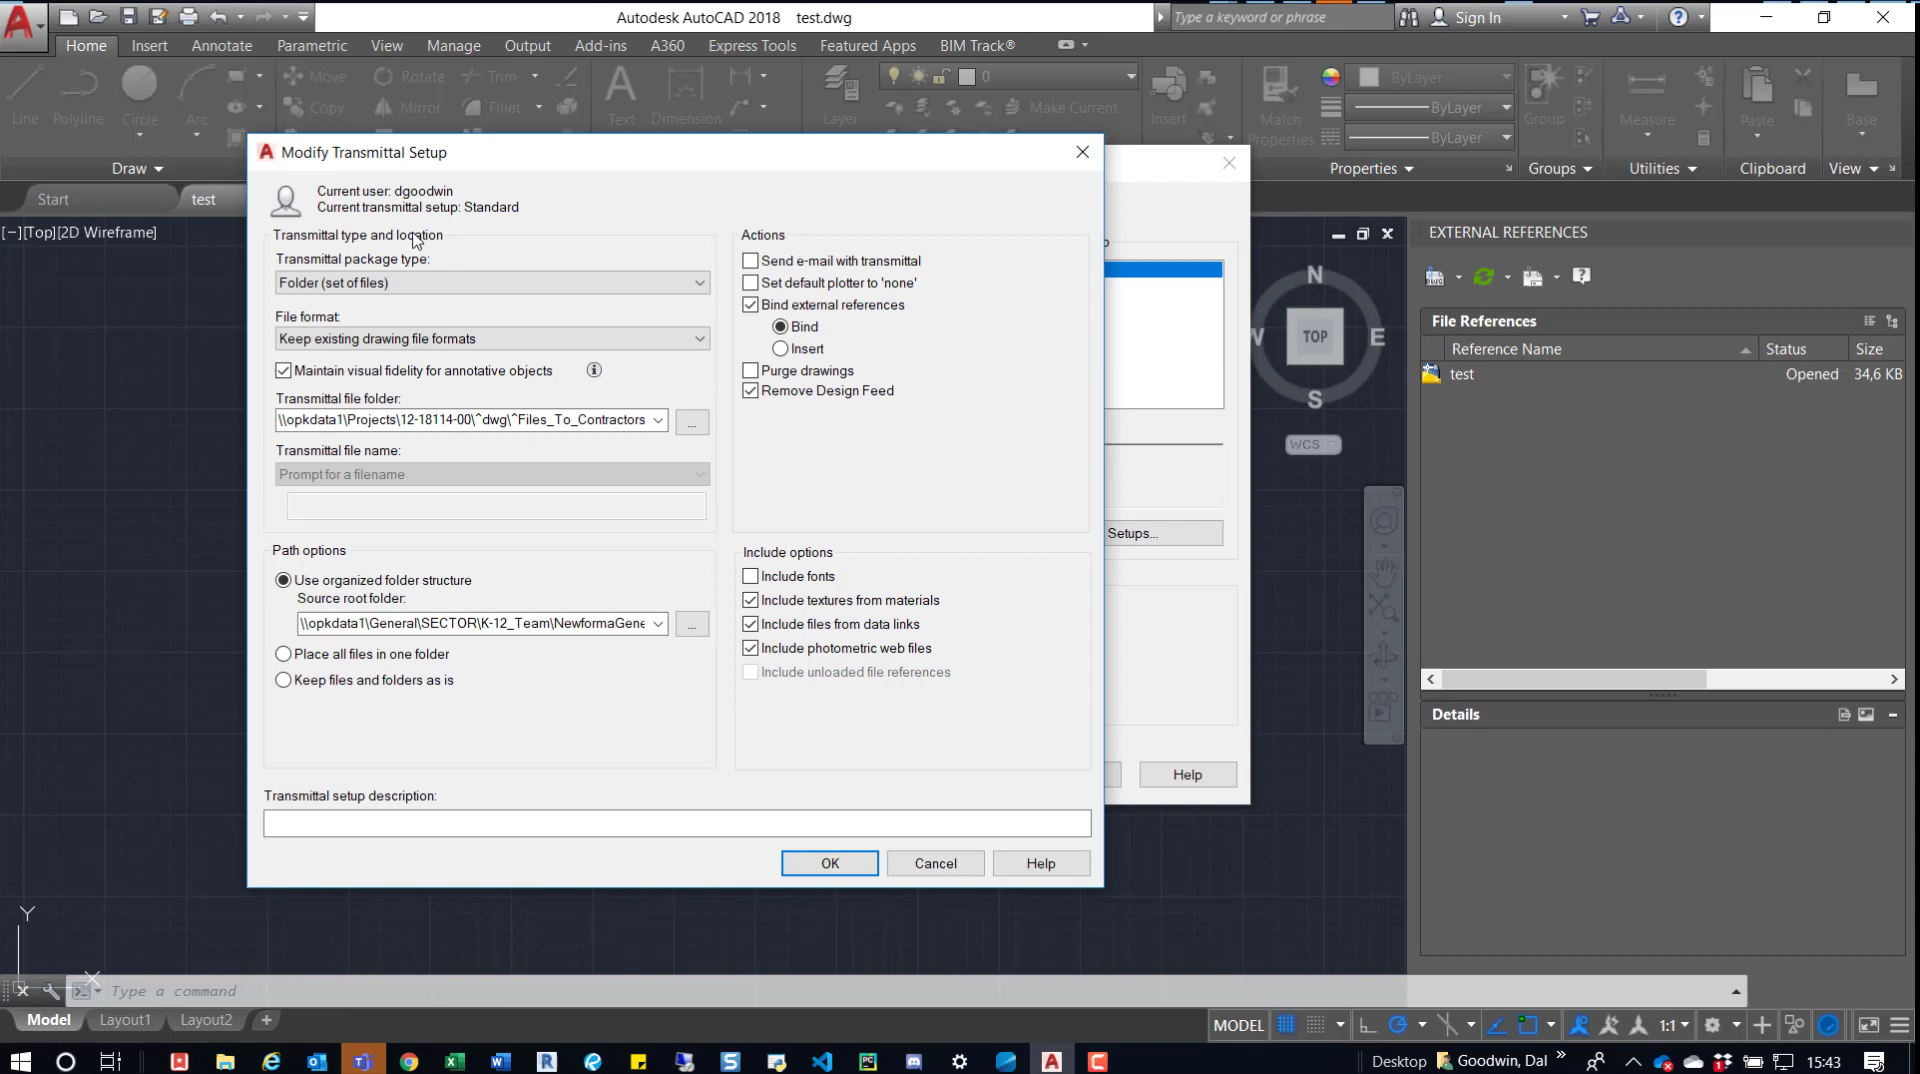 Autodesk AutoCAD 2018   test.dwg
Type a keyword or phrase
Sign In
Home Insert Annotate Parametric View Manage Output Add-ins A360 Express Tools Featured Apps BIM Track®
Line Polyline Circle Arc
Move Rotate Trim
Copy Mirror Fillet
Text Dimension
Layer
0
Make Current
Insert
Match
Properties
ByLayer
ByLayer
ByLayer
Group
Measure
Paste
Base
Draw
Properties
Groups
Utilities
Clipboard
View
Start
test
[−][Top][2D Wireframe]
Modify Transmittal Setup
Current user: dgoodwin
Current transmittal setup: Standard
Transmittal type and location
Transmittal package type:
Folder (set of files)
File format:
Keep existing drawing file formats
Maintain visual fidelity for annotative objects
Transmittal file folder:
\\opkdata1\Projects\12-18114-00\^dwg\^Files_To_Contractors
...
Transmittal file name:
Prompt for a filename
Path options
Use organized folder structure
Source root folder:
\\opkdata1\General\SECTOR\K-12_Team\NewformaGene
...
Place all files in one folder
Keep files and folders as is
Actions
Send e-mail with transmittal
Set default plotter to 'none'
Bind external references
Bind
Insert
Purge drawings
Remove Design Feed
Include options
Include fonts
Include textures from materials
Include files from data links
Include photometric web files
Include unloaded file references
Transmittal setup description:
OK Cancel Help
Setups...
Help
N
W TOP E
S
WCS
EXTERNAL REFERENCES
File References
Reference Name Status Size
test Opened 34,6 KB
Details
Y
X
Type a command
Model Layout1 Layout2 +
MODEL
1:1
Desktop
Goodwin, Dal
15:43